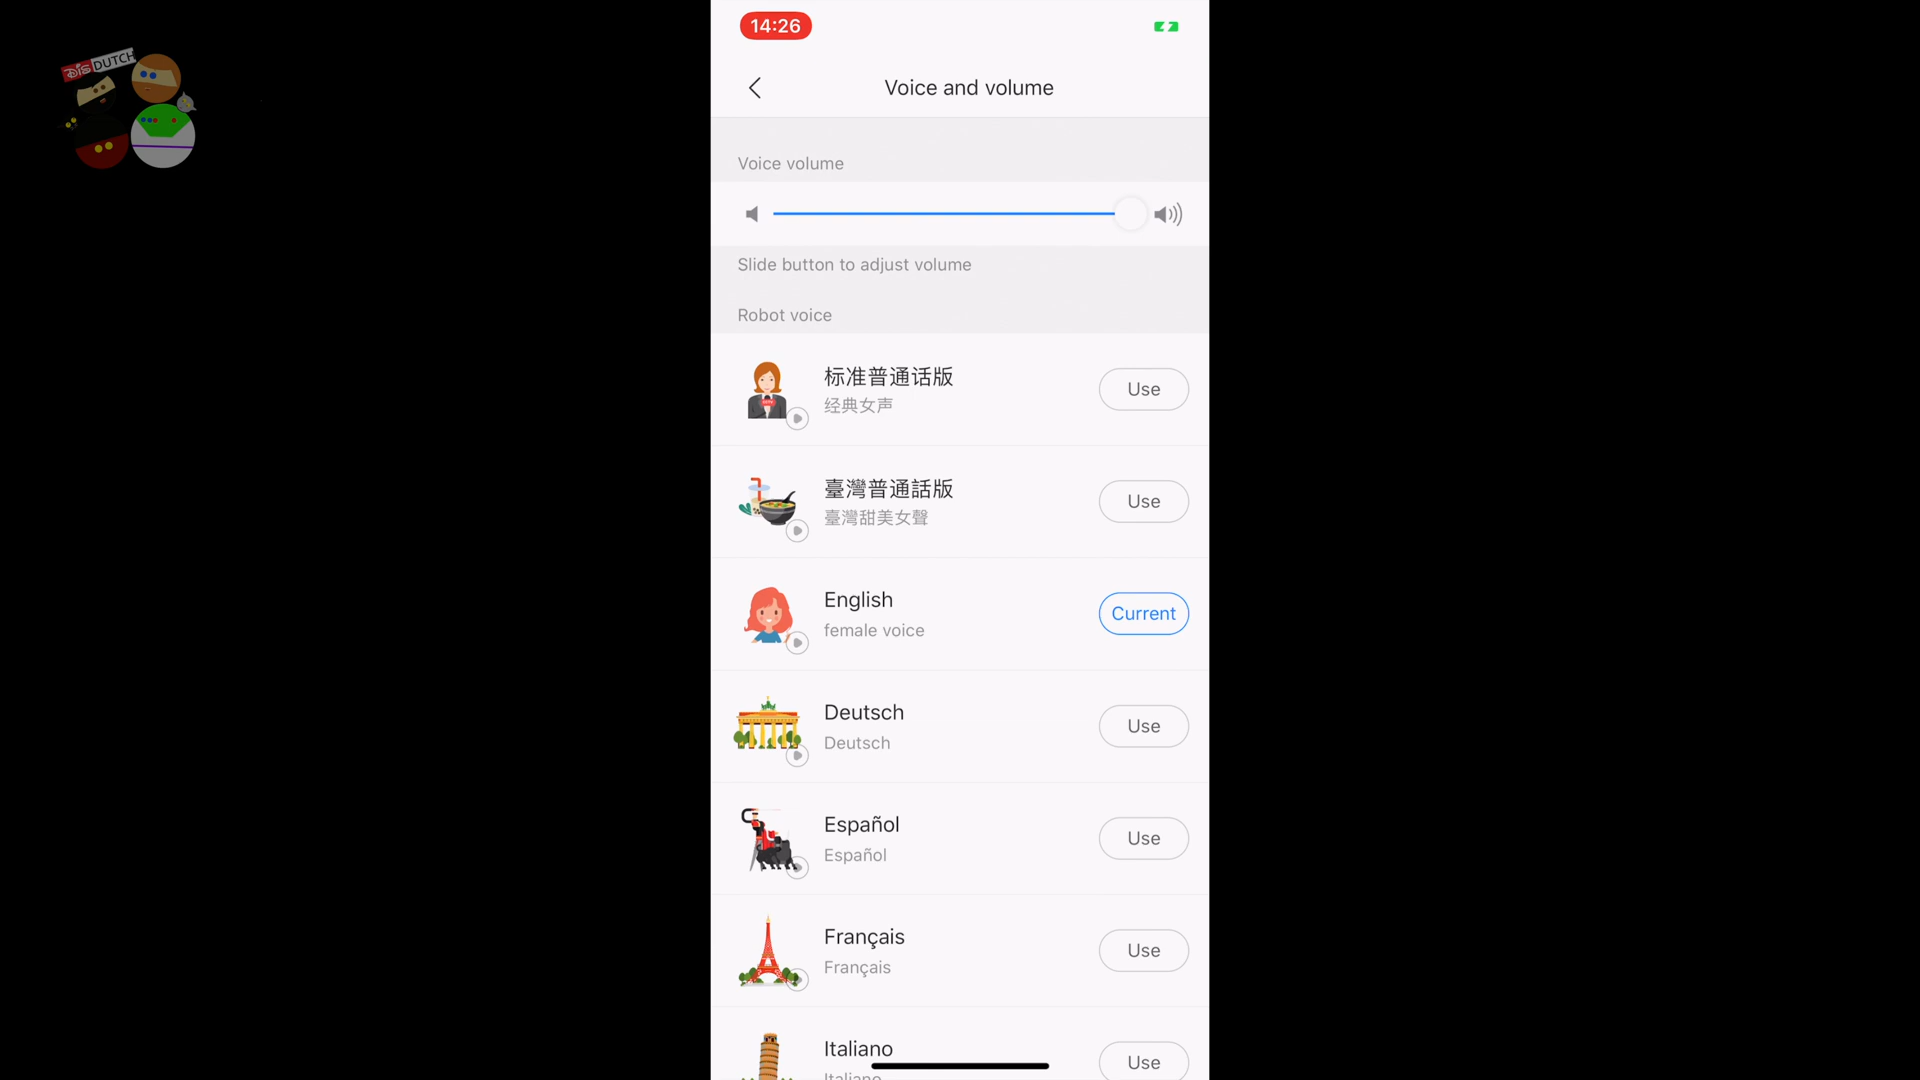 DiS DUTCH
14:26
Voice and volume
Voice volume
Slide button to adjust volume
Robot voice
标准普通话版
经典女声
Use
臺灣普通話版
臺灣甜美女聲
Use
English
female voice
Current
Deutsch
Deutsch
Use
Español
Español
Use
Français
Français
Use
Italiano
Italiano
Use